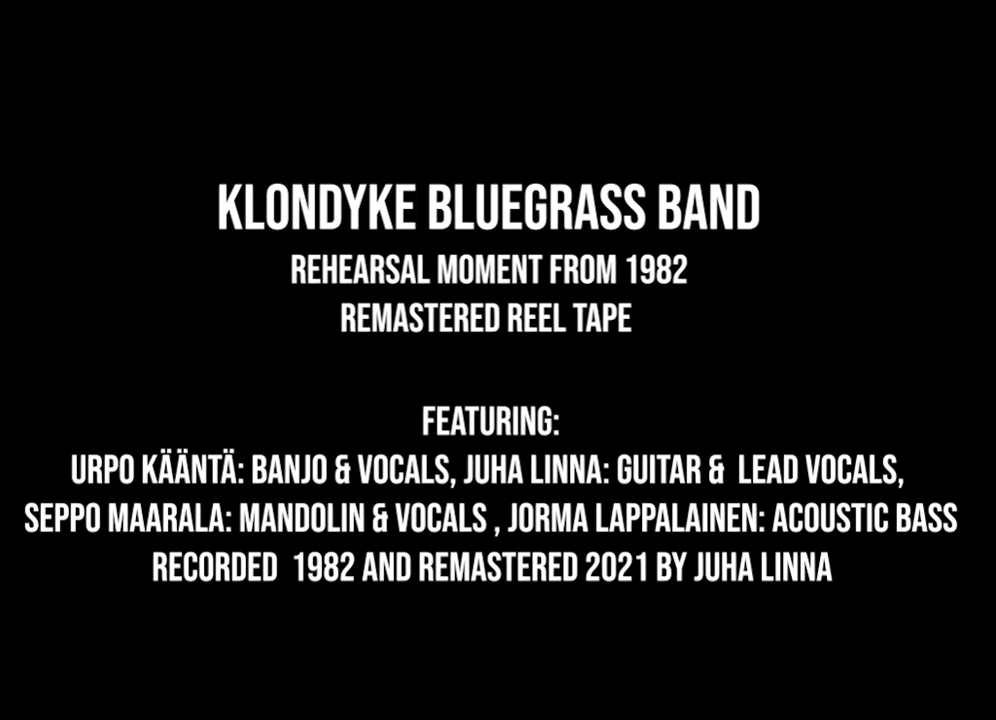 KLONDYKE BLUEGRASS BAND
REHEARSAL MOMENT FROM 1982
REMASTERED REEL TAPE
FEATURING:
URPO KÄÄNTÄ: BANJO & VOCALS, JUHA LINNA: GUITAR & LEAD VOCALS,
SEPPO MAARALA: MANDOLIN & VOCALS , JORMA LAPPALAINEN: ACOUSTIC BASS
RECORDED 1982 AND REMASTERED 2021 BY JUHA LINNA